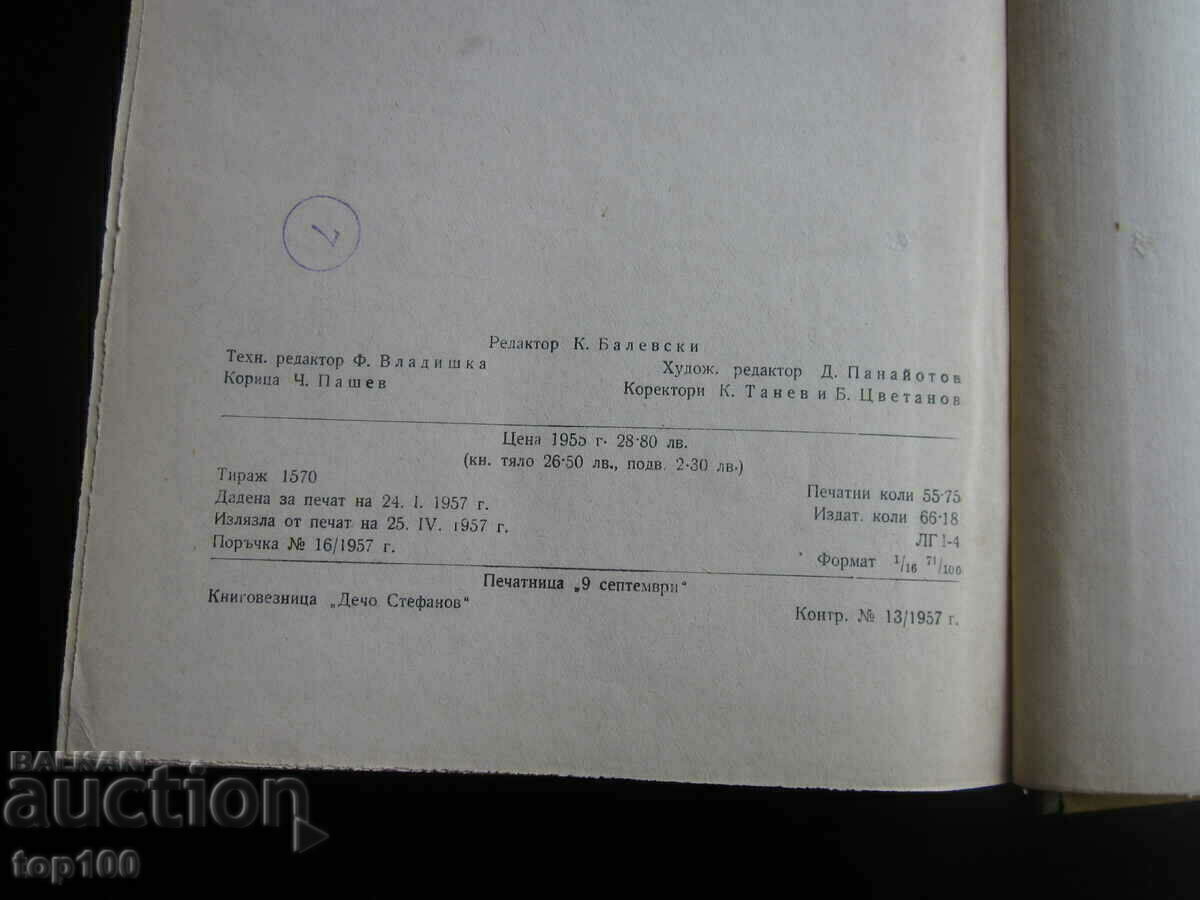 7
Редактор К. Балевски
Техн. редактор Ф. Владишка
Худож. редактор Д. Панайотов
Корица Ч. Пашев
Коректори К. Танев и Б. Цветанов
Цена 1955 г. 28·80 лв.
(кн. тяло 26·50 лв., подв. 2·30 лв.)
Тираж 1570
Печатни коли 55·75
Дадена за печат на 24. I. 1957 г.
Издат. коли 66·18
Излязла от печат на 25. IV. 1957 г.
ЛГ I-4
Поръчка № 16/1957 г.
Формат 1/16 71/100
Печатница „9 септември“
Книговезница „Дечо Стефанов“
Контр. № 13/1957 г.
BALKAN
auction
top100